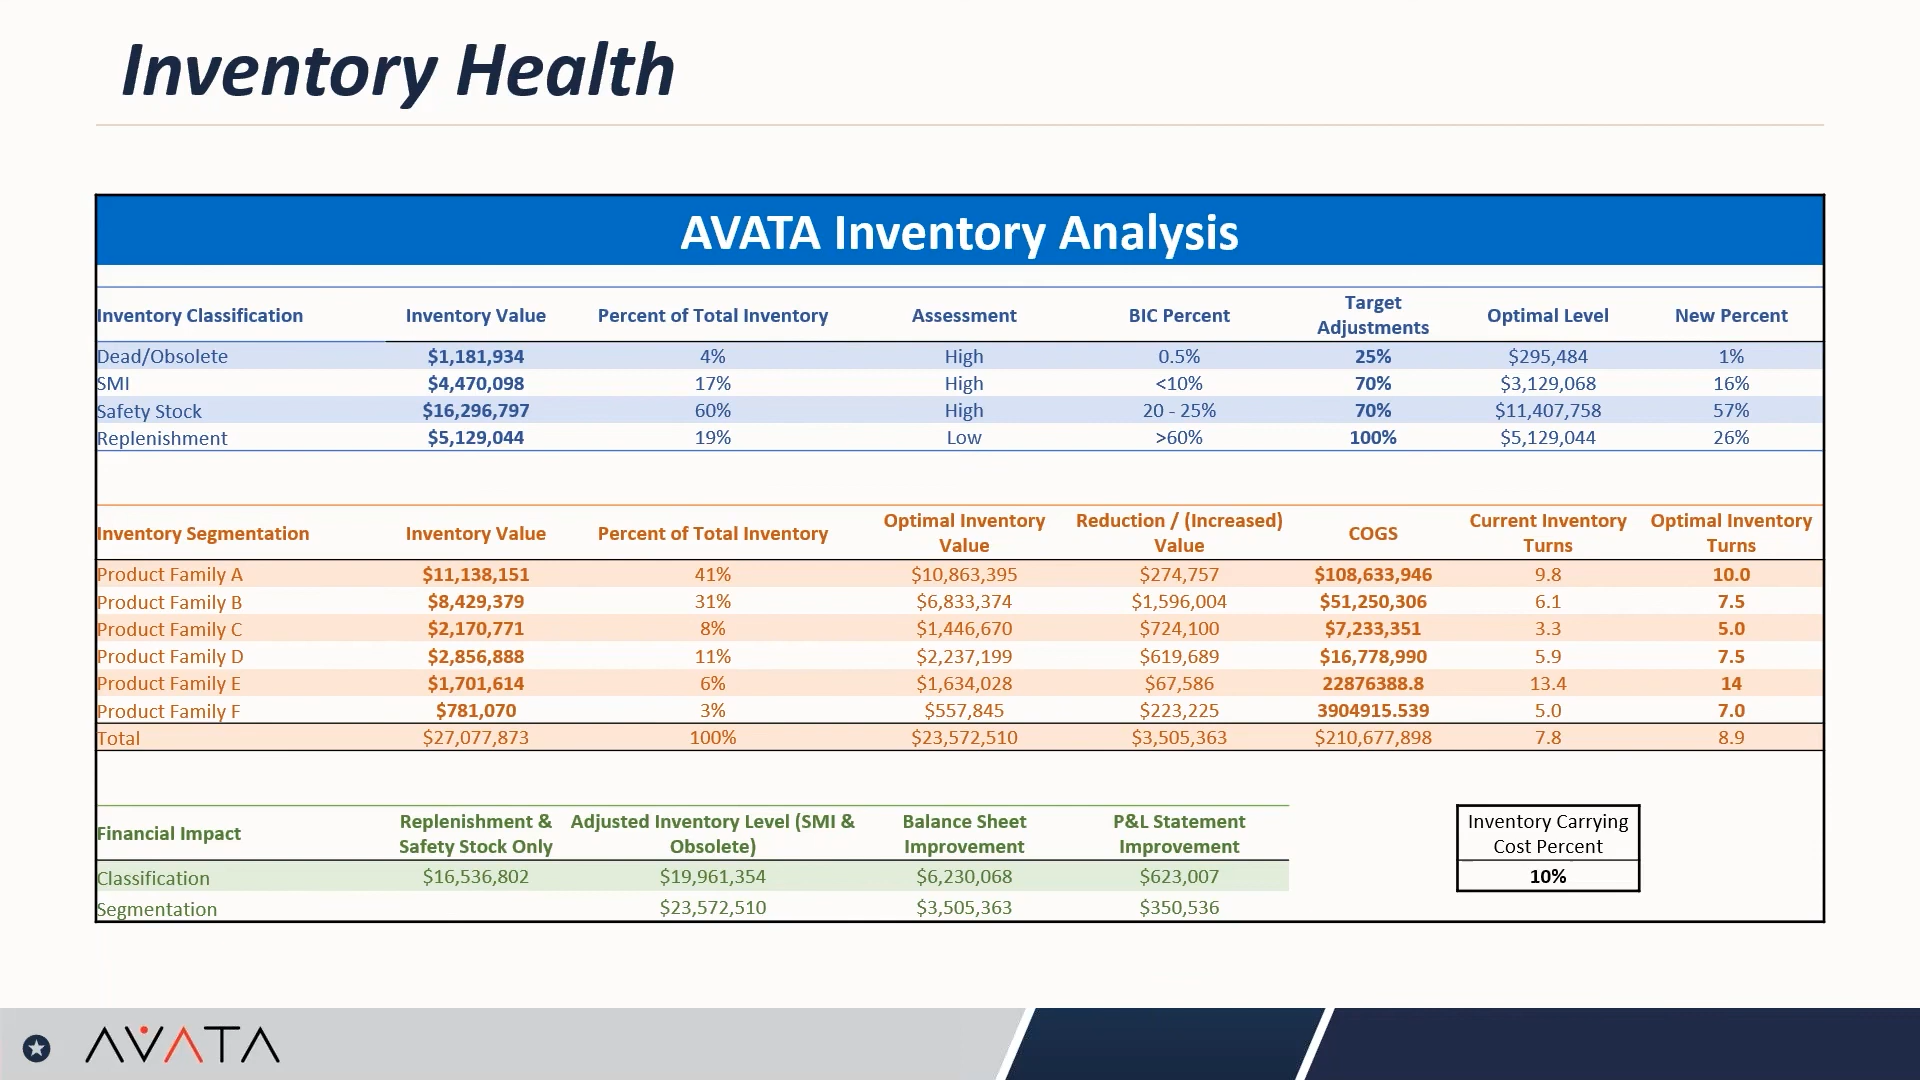 Inventory Health
AVATA Inventory Analysis
Inventory Classification Inventory Value Percent of Total Inventory Assessment BIC Percent Target Adjustments Optimal Level New Percent
Dead/Obsolete $1,181,934 4% High 0.5% 25% $295,484 1%
SMI $4,470,098 17% High <10% 70% $3,129,068 16%
Safety Stock $16,296,797 60% High 20 - 25% 70% $11,407,758 57%
Replenishment $5,129,044 19% Low >60% 100% $5,129,044 26%
Inventory Segmentation Inventory Value Percent of Total Inventory Optimal Inventory Value Reduction / (Increased) Value COGS Current Inventory Turns Optimal Inventory Turns
Product Family A $11,138,151 41% $10,863,395 $274,757 $108,633,946 9.8 10.0
Product Family B $8,429,379 31% $6,833,374 $1,596,004 $51,250,306 6.1 7.5
Product Family C $2,170,771 8% $1,446,670 $724,100 $7,233,351 3.3 5.0
Product Family D $2,856,888 11% $2,237,199 $619,689 $16,778,990 5.9 7.5
Product Family E $1,701,614 6% $1,634,028 $67,586 22876388.8 13.4 14
Product Family F $781,070 3% $557,845 $223,225 3904915.539 5.0 7.0
Total $27,077,873 100% $23,572,510 $3,505,363 $210,677,898 7.8 8.9
Financial Impact Replenishment & Safety Stock Only Adjusted Inventory Level (SMI & Obsolete) Balance Sheet Improvement P&L Statement Improvement
Classification $16,536,802 $19,961,354 $6,230,068 $623,007
Segmentation $23,572,510 $3,505,363 $350,536
Inventory Carrying
Cost Percent
10%
AVATA